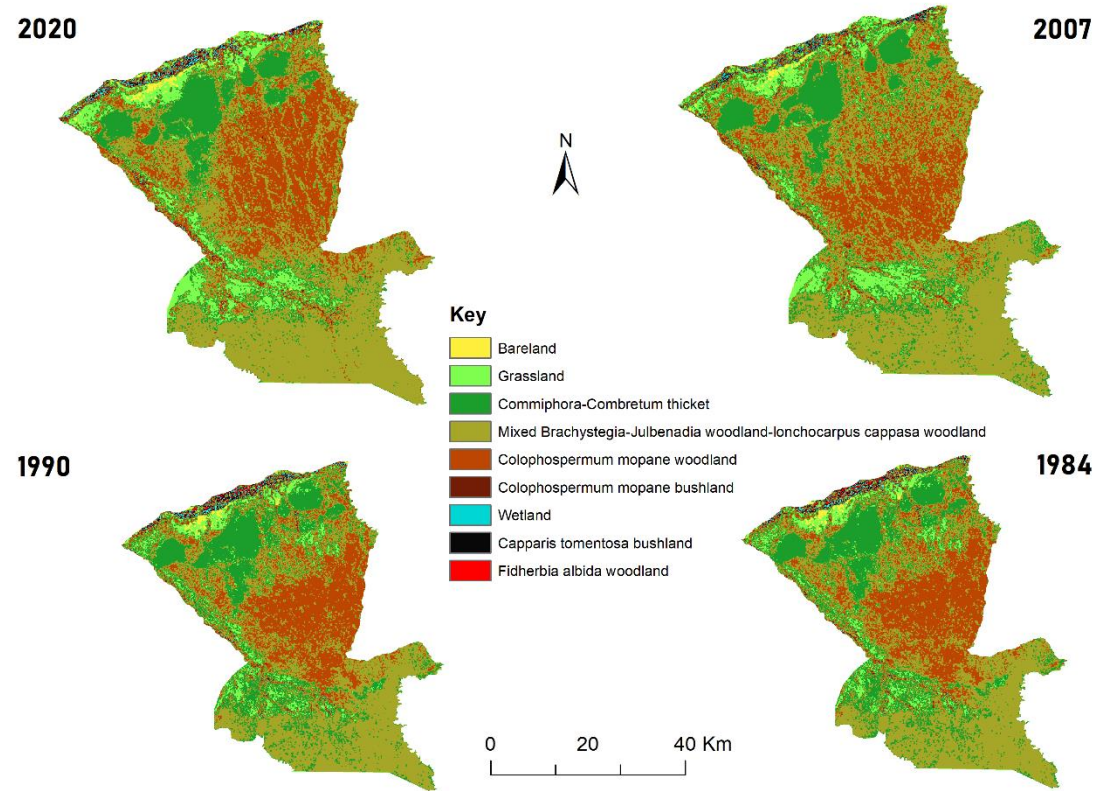 2020
2007
N
Key
Bareland
Grassland
Commiphora-Combretum thicket
Mixed Brachystegia-Julbenadia woodland-lonchocarpus cappasa woodland
Colophospermum mopane woodland
Colophospermum mopane bushland
Wetland
Capparis tomentosa bushland
Fidherbia albida woodland
1990
1984
0 20 40 Km